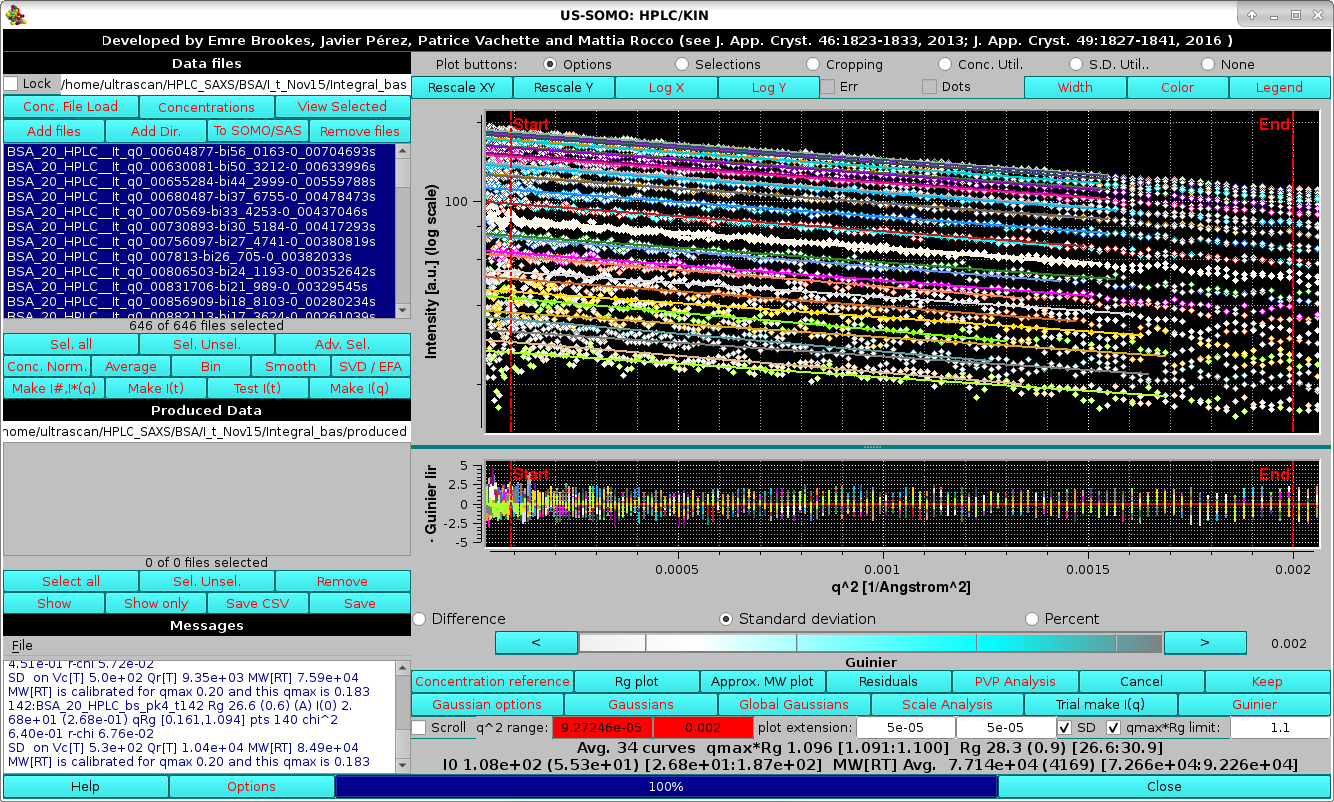 US-SOMO: HPLC/KIN
Developed by Emre Brookes, Javier Pérez, Patrice Vachette and Mattia Rocco (see J. App. Cryst. 46:1823-1833, 2013; J. App. Cryst. 49:1827-1841, 2016 )
Data files
Lock /home/ultrascan/HPLC_SAXS/BSA/I_t_Nov15/Integral_bas
Conc. File Load Concentrations View Selected
Add files Add Dir. To SOMO/SAS Remove files
BSA_20_HPLC__It_q0_00604877-bi56_0163-0_00704693s
BSA_20_HPLC__It_q0_00630081-bi50_3212-0_00633996s
BSA_20_HPLC__It_q0_00655284-bi44_2999-0_00559788s
BSA_20_HPLC__It_q0_00680487-bi37_6755-0_00478473s
BSA_20_HPLC__It_q0_0070569-bi33_4253-0_00437046s
BSA_20_HPLC__It_q0_00730893-bi30_5184-0_00417293s
BSA_20_HPLC__It_q0_00756097-bi27_4741-0_00380819s
BSA_20_HPLC__It_q0_007813-bi26_705-0_00382033s
BSA_20_HPLC__It_q0_00806503-bi24_1193-0_00352642s
BSA_20_HPLC__It_q0_00831706-bi21_989-0_00329545s
BSA_20_HPLC__It_q0_00856909-bi18_8103-0_00280234s
BSA_20_HPLC__It_q0_00882113-bi17_3624-0_00261039s
646 of 646 files selected
Sel. all Sel. Unsel. Adv. Sel.
Conc. Norm. Average Bin Smooth SVD / EFA
Make I#,I*(q) Make I(t) Test I(t) Make I(q)
Produced Data
home/ultrascan/HPLC_SAXS/BSA/I_t_Nov15/Integral_bas/produced
0 of 0 files selected
Select all Sel. Unsel. Remove
Show Show only Save CSV Save
Messages
File
4.51e-01 r-chi 5.72e-02
SD on Vc[T] 5.0e+02 Qr[T] 9.35e+03 MW[RT] 7.59e+04
MW[RT] is calibrated for qmax 0.20 and this qmax is 0.183
142:BSA_20_HPLC_bs_pk4_t142 Rg 26.6 (0.6) (A) I(0) 2.
68e+01 (2.68e-01) qRg [0.161,1.094] pts 140 chi^2
6.40e-01 r-chi 6.76e-02
SD on Vc[T] 5.3e+02 Qr[T] 1.04e+04 MW[RT] 8.49e+04
MW[RT] is calibrated for qmax 0.20 and this qmax is 0.183
Plot buttons: Options Selections Cropping Conc. Util. S.D. Util.. None
Rescale XY Rescale Y Log X Log Y Err Dots Width Color Legend
Start End
Intensity [a.u.] (log scale)
100
Start End
- Guinier lir
5
2.5
0
-2.5
-5
0.0005 0.001 0.0015 0.002
q^2 [1/Angstrom^2]
Difference Standard deviation Percent
< > 0.002
Guinier
Concentration reference Rg plot Approx. MW plot Residuals PVP Analysis Cancel Keep
Gaussian options Gaussians Global Gaussians Scale Analysis Trial make I(q) Guinier
Scroll q^2 range: 9.27246e-05 0.002 plot extension: 5e-05 5e-05 SD qmax*Rg limit: 1.1
Avg. 34 curves qmax*Rg 1.096 [1.091:1.100] Rg 28.3 (0.9) [26.6:30.9]
I0 1.08e+02 (5.53e+01) [2.68e+01:1.87e+02] MW[RT] Avg. 7.714e+04 (4169) [7.266e+04:9.226e+04]
Help Options 100% Close